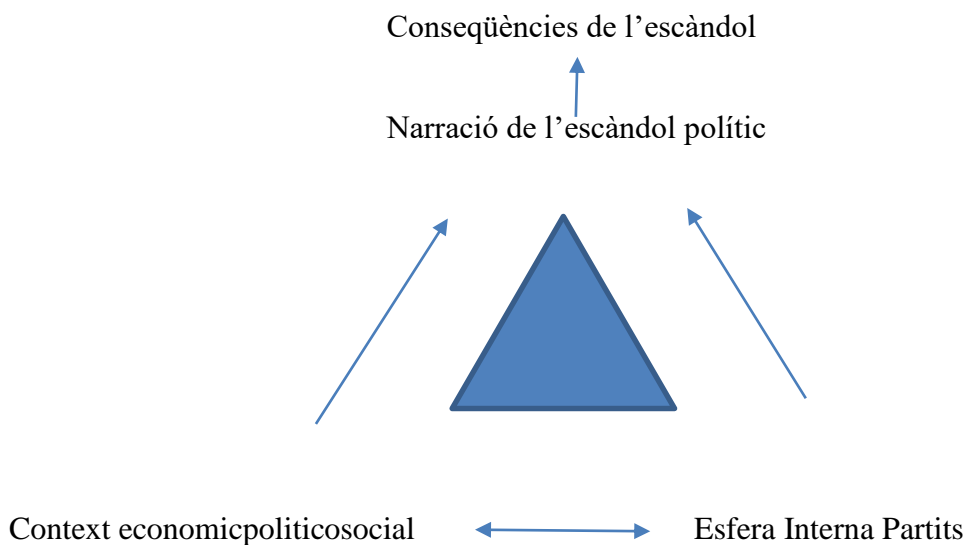 Conseqüències de l’escàndol
Narració de l’escàndol polític
Context economicpoliticosocial
Esfera Interna Partits